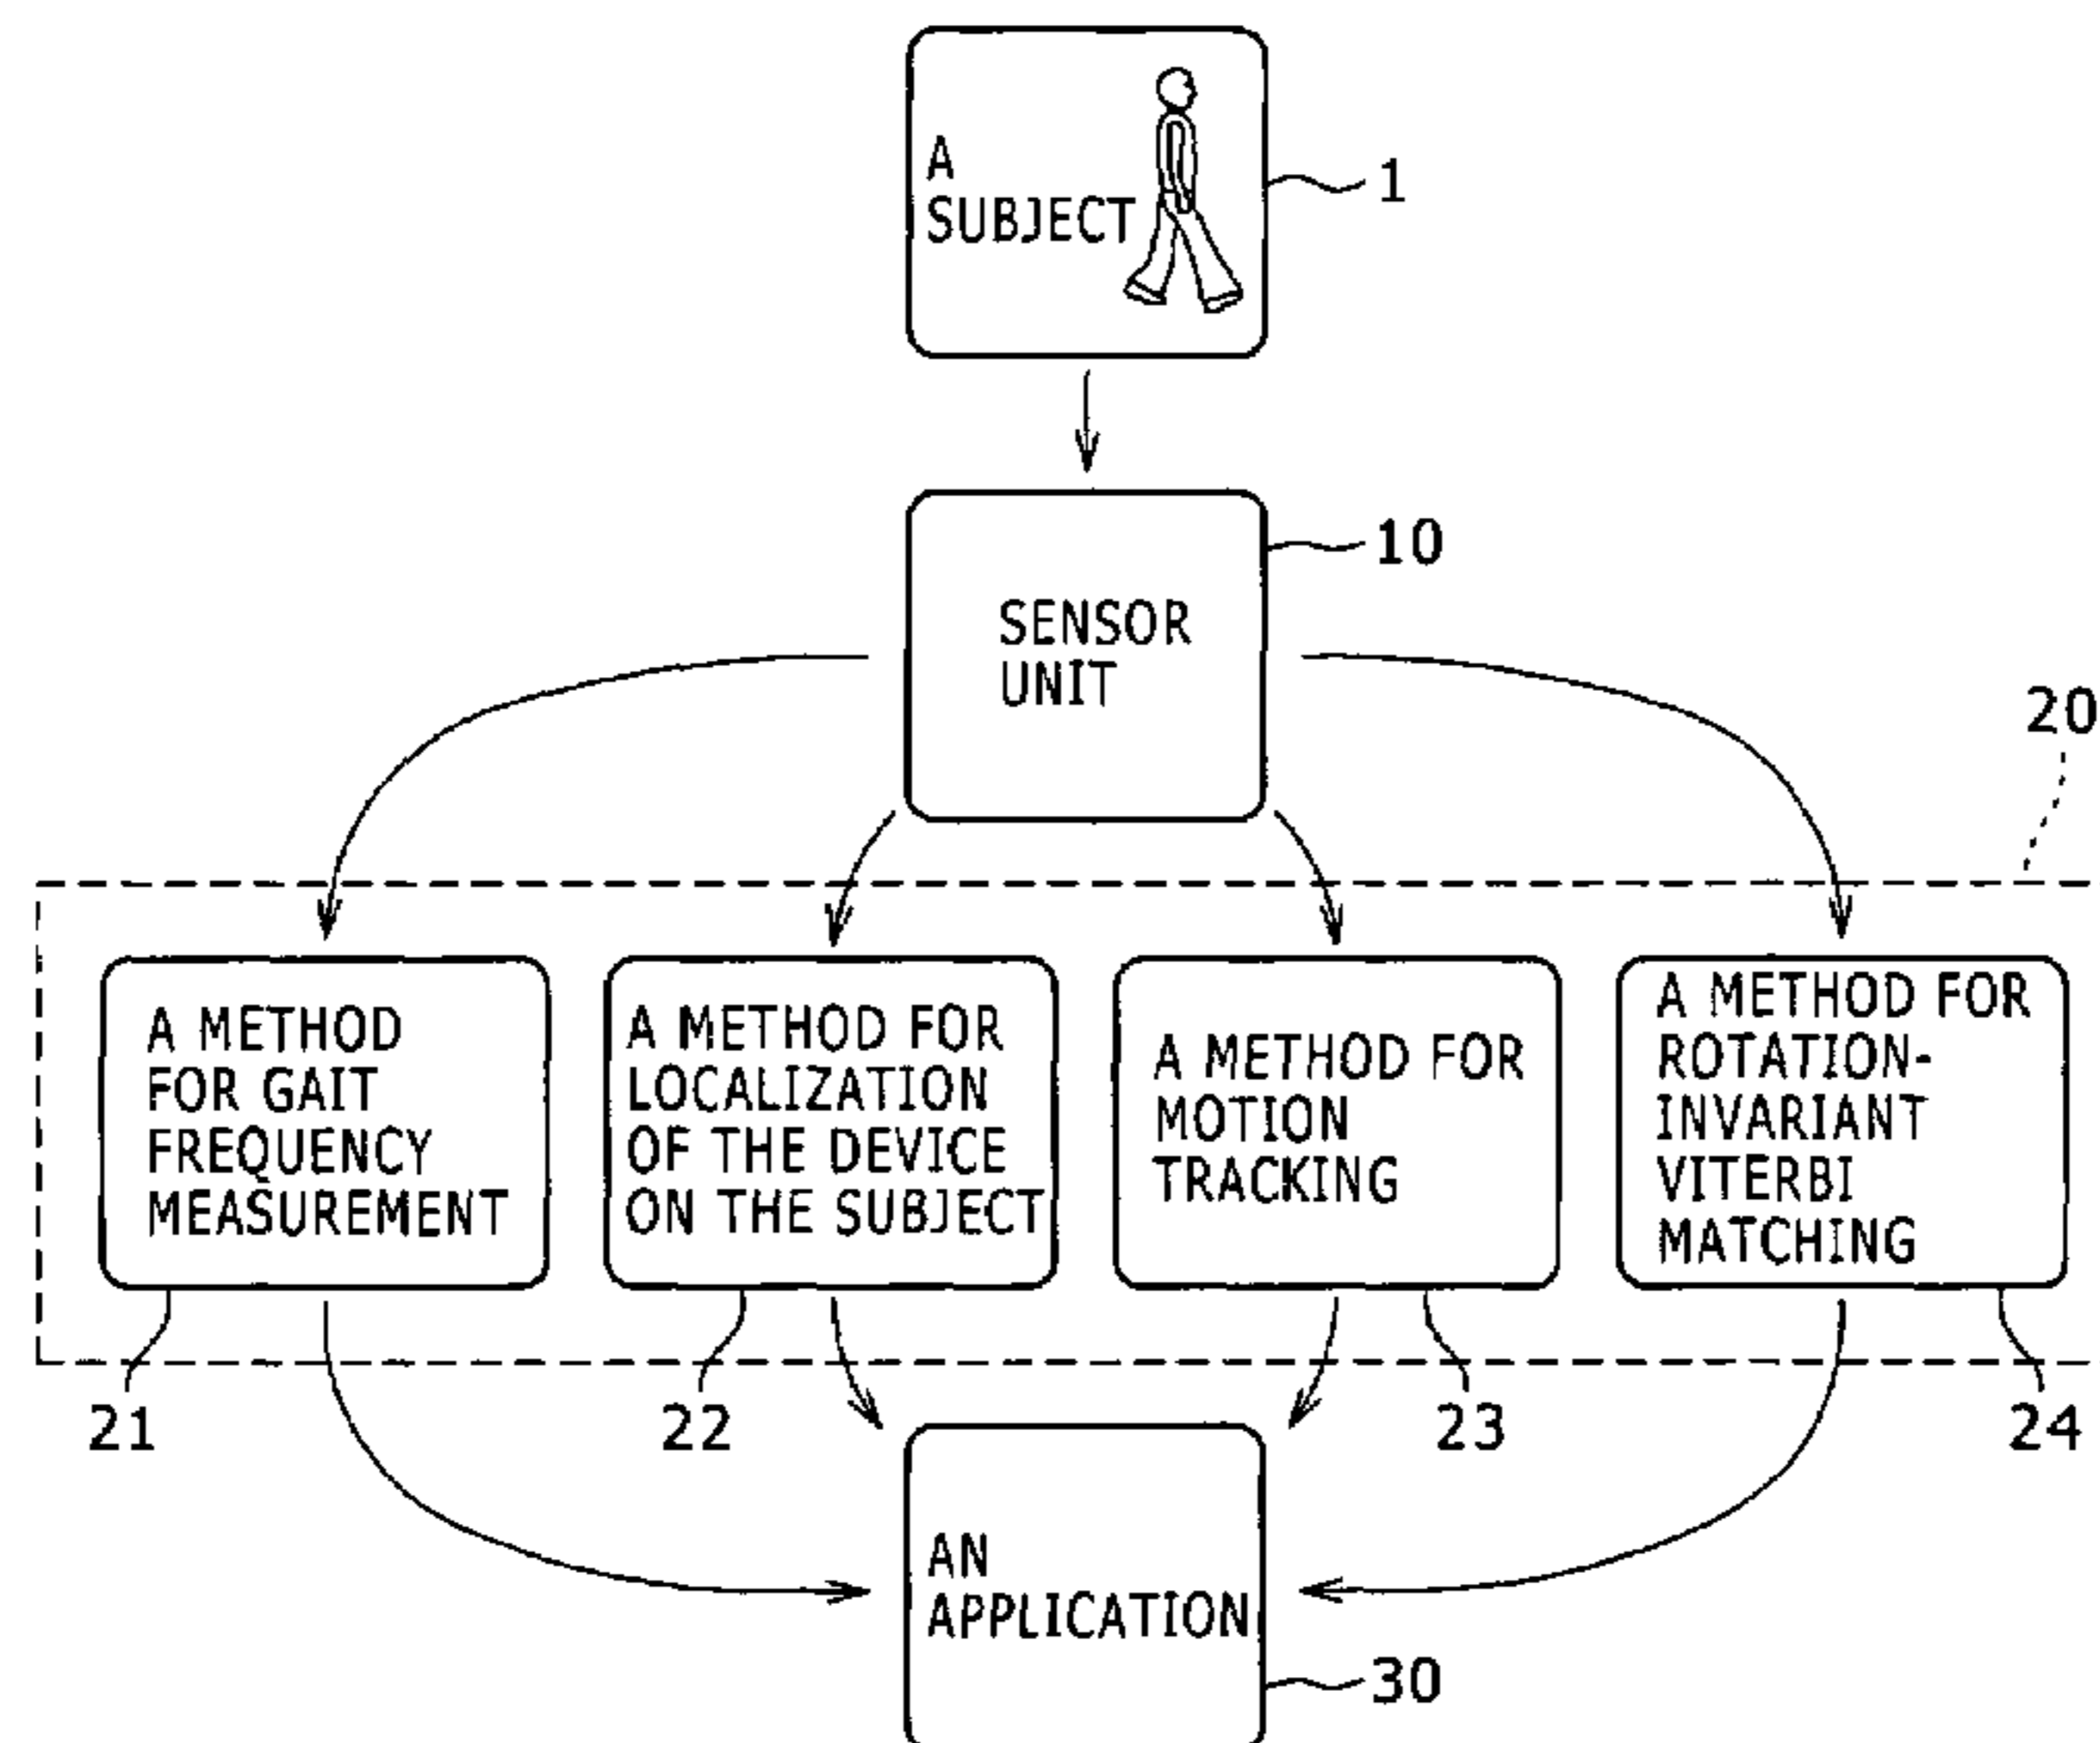 A
SUBJECT
1
10
SENSOR
UNIT
20
A METHOD
FOR GAIT
FREQUENCY
MEASUREMENT
A METHOD FOR
LOCALIZATION
OF THE DEVICE
ON THE SUBJECT
A METHOD FOR
MOTION
TRACKING
A METHOD FOR
ROTATION-
INVARIANT
VITERBI
MATCHING
21
22
23
24
AN
APPLICATION
30